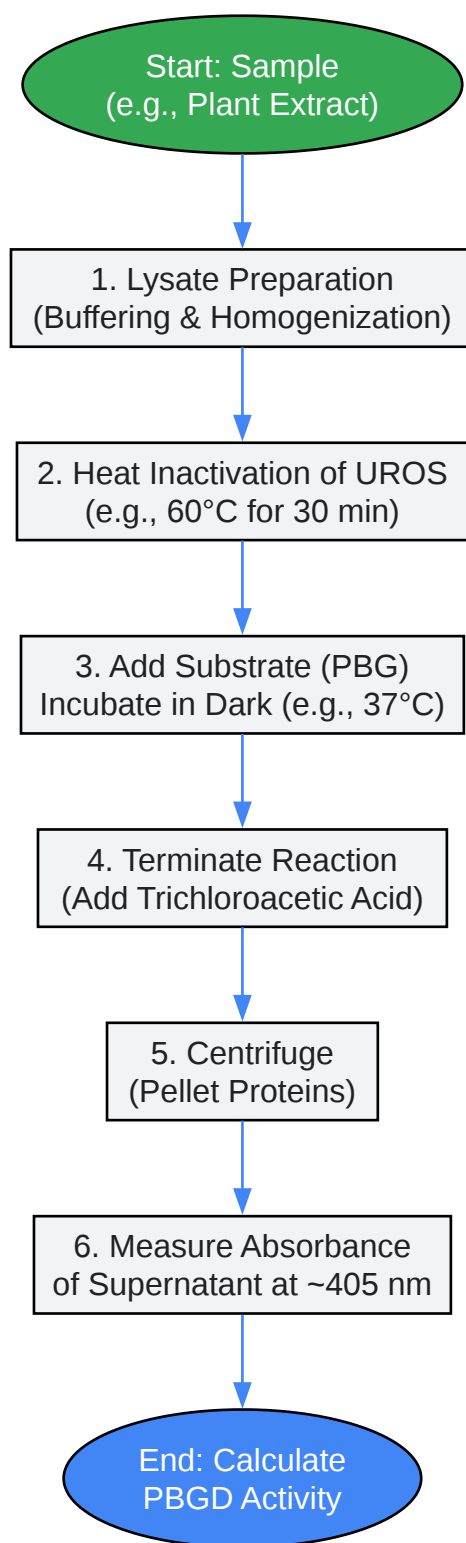 Start: Sample
(e.g., Plant Extract)
1. Lysate Preparation
(Buffering & Homogenization)
2. Heat Inactivation of UROS
(e.g., 60°C for 30 min)
3. Add Substrate (PBG)
Incubate in Dark (e.g., 37°C)
4. Terminate Reaction
(Add Trichloroacetic Acid)
5. Centrifuge
(Pellet Proteins)
6. Measure Absorbance
of Supernatant at ~405 nm
End: Calculate
PBGD Activity